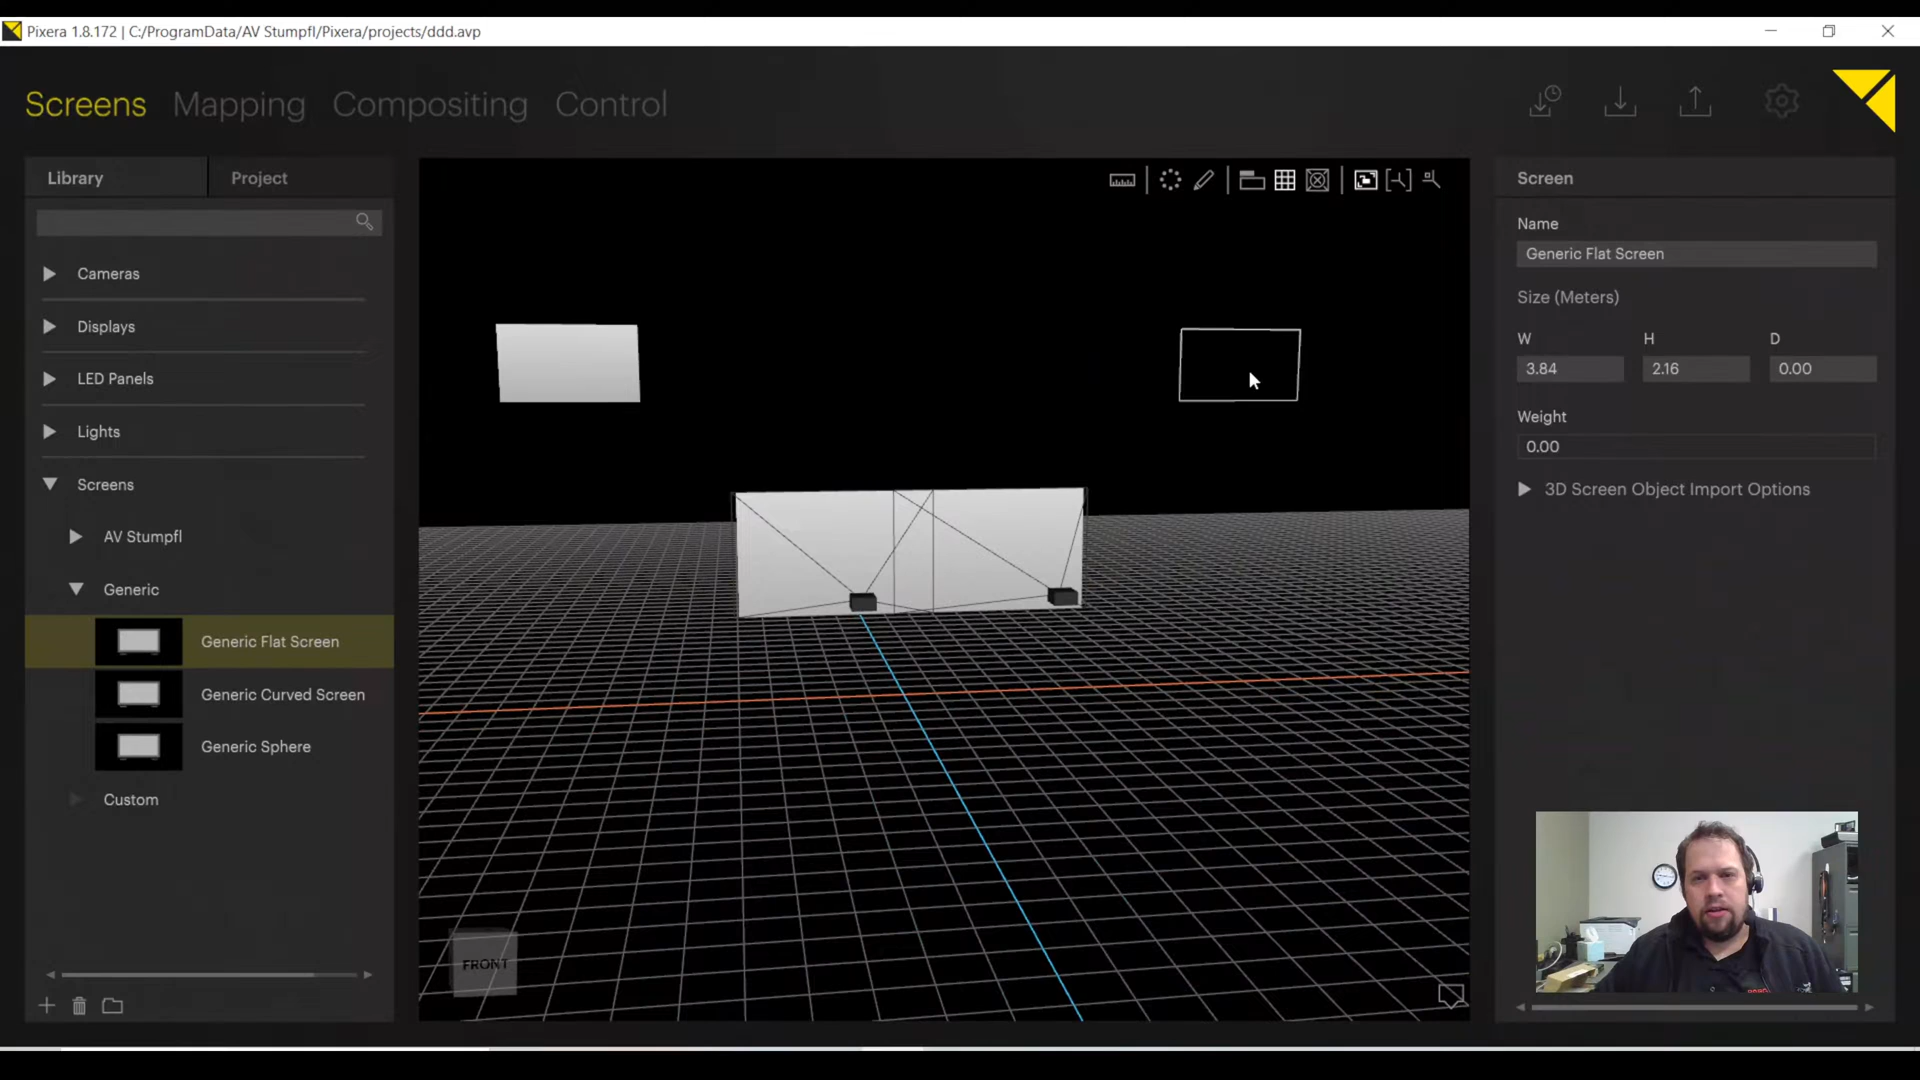 Pixera 1.8.172 | C:/ProgramData/AV Stumpfl/Pixera/projects/ddd.avp
Screens Mapping Compositing Control
Library Project
Cameras
Displays
LED Panels
Lights
Screens
AV Stumpfl
Generic
Generic Flat Screen
Generic Curved Screen
Generic Sphere
Custom
FRONT
Screen
Name
Generic Flat Screen
Size (Meters)
W H D
3.84 2.16 0.00
Weight
0.00
3D Screen Object Import Options